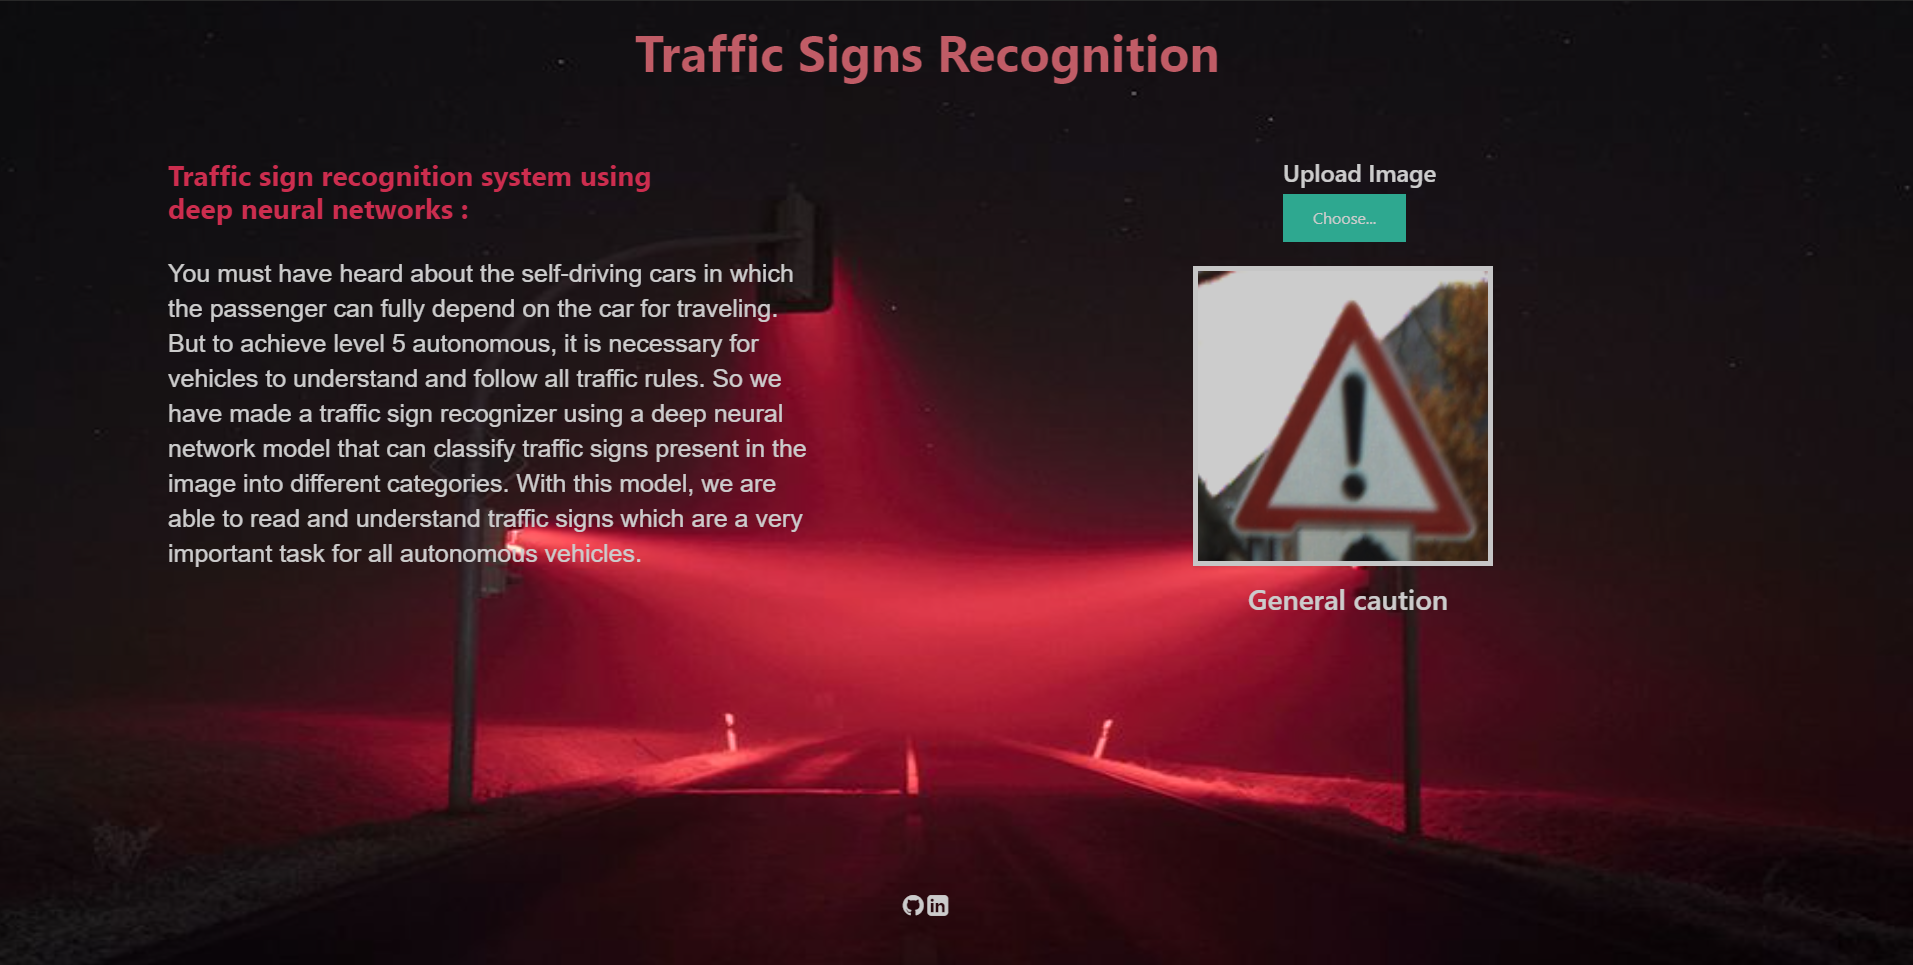 Traffic Signs Recognition
Traffic sign recognition system using
deep neural networks :
You must have heard about the self-driving cars in which
the passenger can fully depend on the car for traveling.
But to achieve level 5 autonomous, it is necessary for
vehicles to understand and follow all traffic rules. So we
have made a traffic sign recognizer using a deep neural
network model that can classify traffic signs present in the
image into different categories. With this model, we are
able to read and understand traffic signs which are a very
important task for all autonomous vehicles.
Upload Image
Choose...
!
General caution
in